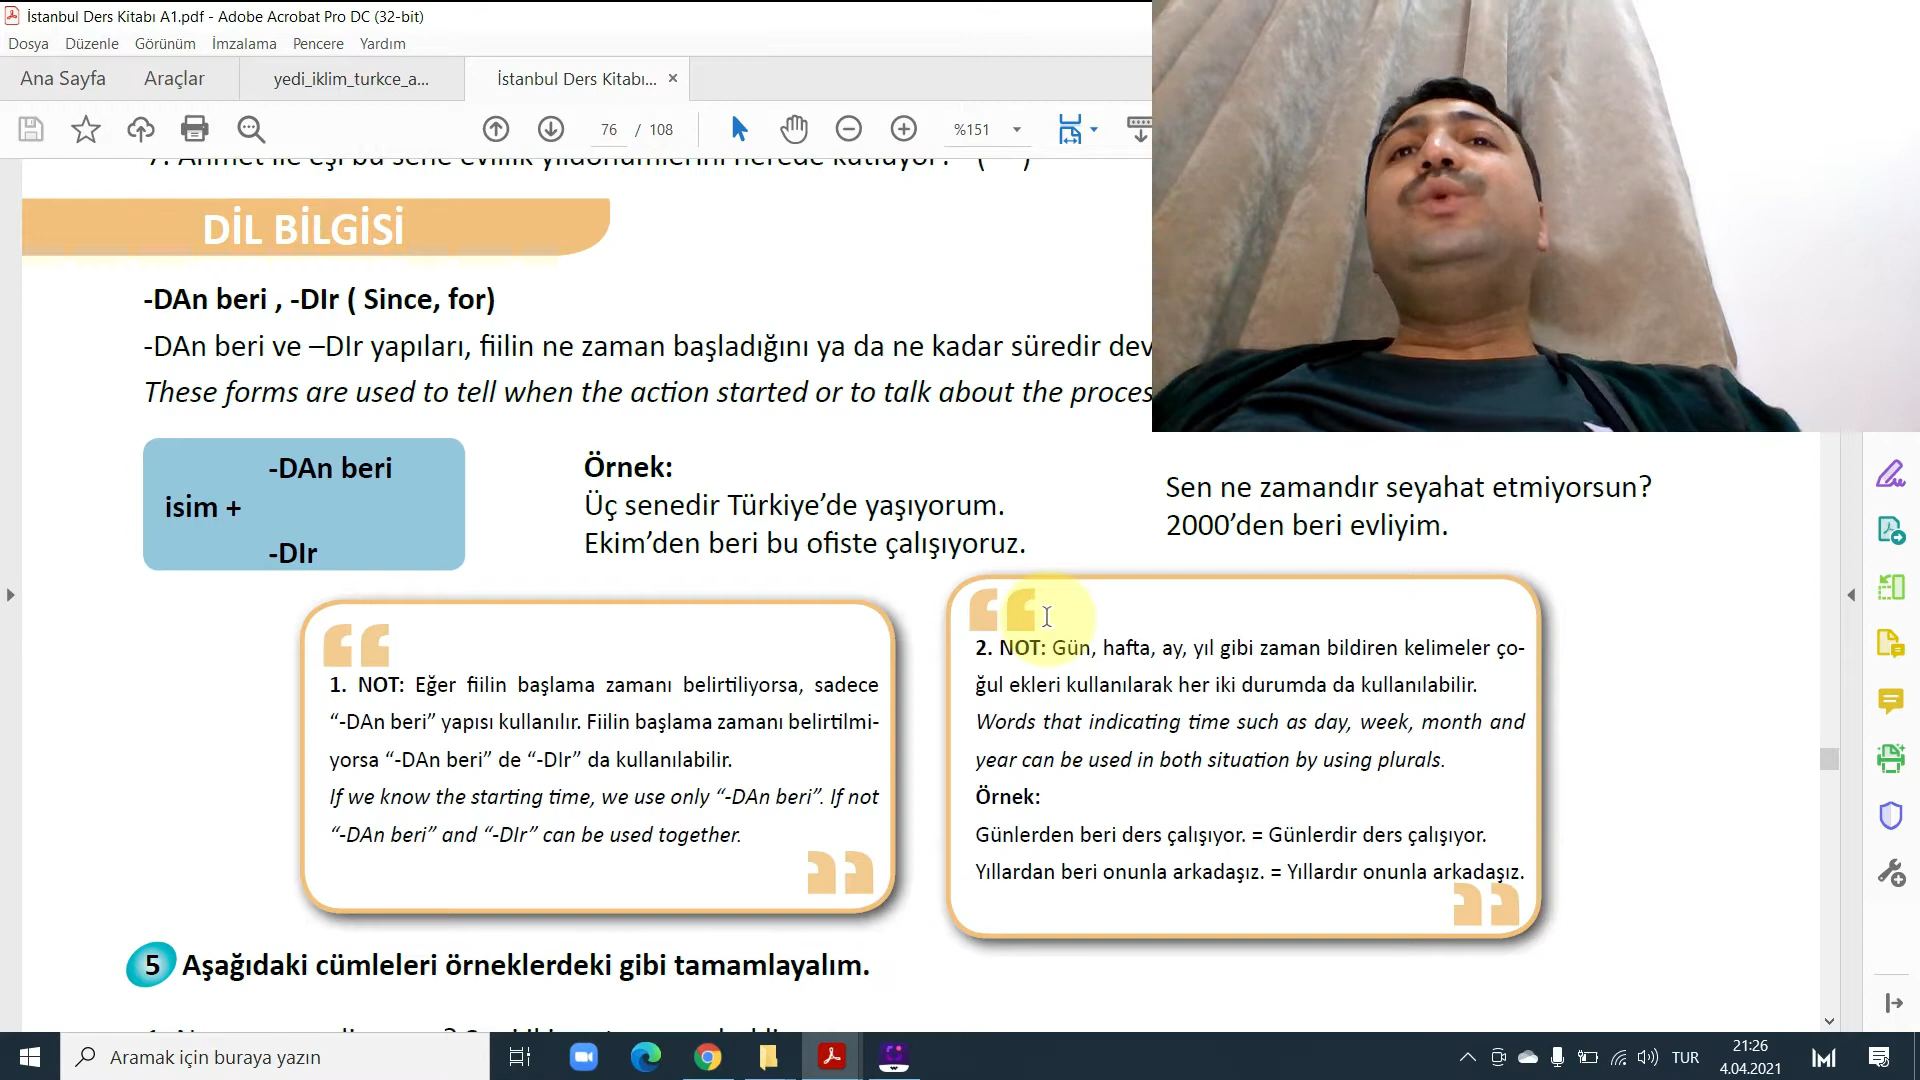 İstanbul Ders Kitabı A1.pdf - Adobe Acrobat Pro DC (32-bit)
Dosya Düzenle Görünüm İmzalama Pencere Yardım
Ana Sayfa Araçlar yedi_iklim_turkce_a... İstanbul Ders Kitabı... ×
76 / 108 %151
7. Ahmet ile eşi bu sene evlilik yıldönümlerini nerede kutluyor? ( )
DİL BİLGİSİ
-DAn beri , -DIr ( Since, for)
-DAn beri ve –DIr yapıları, fiilin ne zaman başladığını ya da ne kadar süredir dev
These forms are used to tell when the action started or to talk about the proces
-DAn beri
isim +
-DIr
Örnek:
Üç senedir Türkiye’de yaşıyorum.
Ekim’den beri bu ofiste çalışıyoruz.
Sen ne zamandır seyahat etmiyorsun?
2000’den beri evliyim.
1. NOT: Eğer fiilin başlama zamanı belirtiliyorsa, sadece
“-DAn beri” yapısı kullanılır. Fiilin başlama zamanı belirtilmi-
yorsa “-DAn beri” de “-DIr” da kullanılabilir.
If we know the starting time, we use only “-DAn beri”. If not
“-DAn beri” and “-DIr” can be used together.
2. NOT: Gün, hafta, ay, yıl gibi zaman bildiren kelimeler ço-
ğul ekleri kullanılarak her iki durumda da kullanılabilir.
Words that indicating time such as day, week, month and
year can be used in both situation by using plurals.
Örnek:
Günlerden beri ders çalışıyor. = Günlerdir ders çalışıyor.
Yıllardan beri onunla arkadaşız. = Yıllardır onunla arkadaşız.
5 Aşağıdaki cümleleri örneklerdeki gibi tamamlayalım.
Aramak için buraya yazın
TUR
21:26
4.04.2021